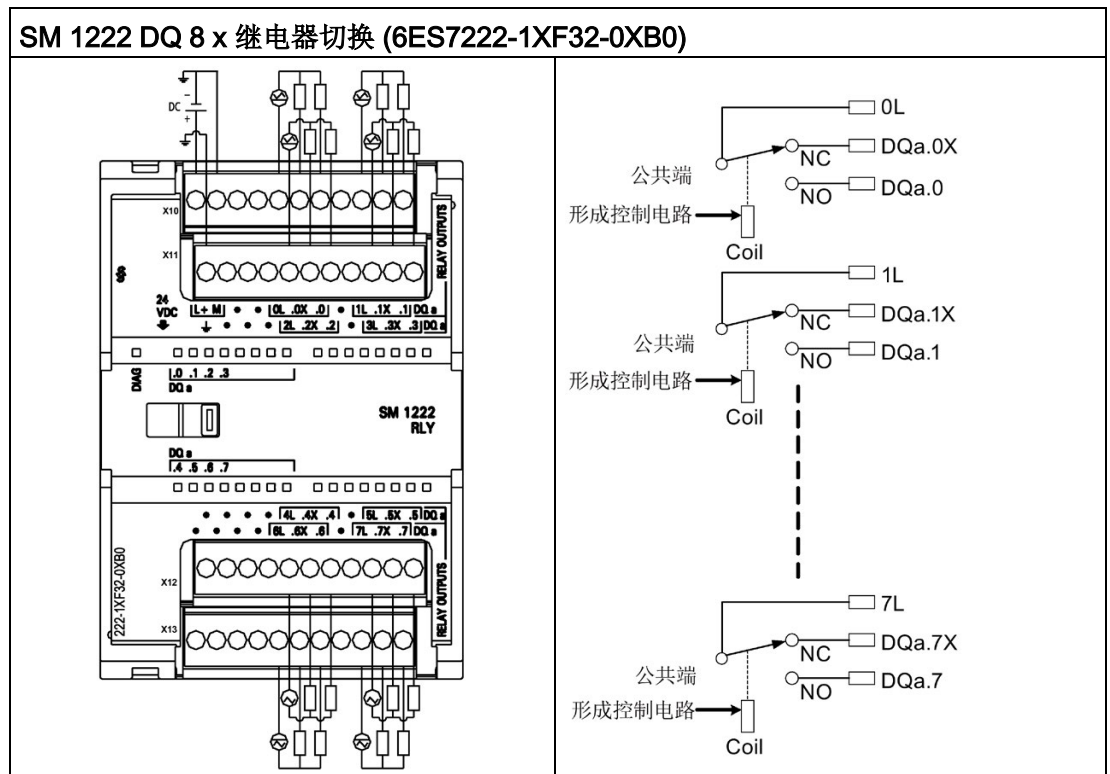 SM 1222 DQ 8 x 继电器切换 (6ES7222-1XF32-0XB0)
DC
-
+
X10
X11
RELAY OUTPUTS
24
VDC
L+ M 0L .0X .0 1L .1X .1 DQ a
2L .2X .2 3L .3X .3 DQ a
DIAG
.0 .1 .2 .3
DQ a
SM 1222
RLY
DQ a
.4 .5 .6 .7
4L .4X .4 5L .5X .5 DQ a
6L .6X .6 7L .7X .7 DQ a
222-1XF32-0XB0
X12
X13
RELAY OUTPUTS
0L
NC DQa.0X
公共端
NO DQa.0
形成控制电路
Coil
1L
NC DQa.1X
公共端
NO DQa.1
形成控制电路
Coil
7L
NC DQa.7X
公共端
NO DQa.7
形成控制电路
Coil